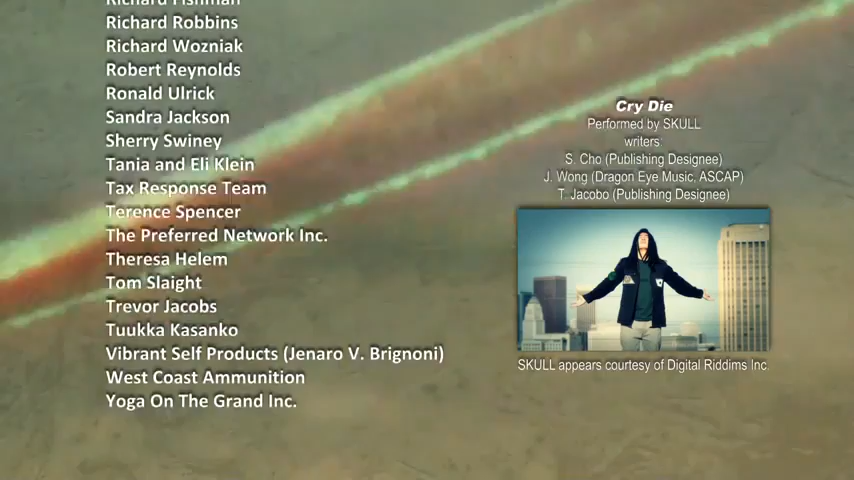 Richard Fishman
Richard Robbins
Richard Wozniak
Robert Reynolds
Ronald Ulrick
Sandra Jackson
Sherry Swiney
Tania and Eli Klein
Tax Response Team
Terence Spencer
The Preferred Network Inc.
Theresa Helem
Tom Slaight
Trevor Jacobs
Tuukka Kasanko
Vibrant Self Products (Jenaro V. Brignoni)
West Coast Ammunition
Yoga On The Grand Inc.
Cry Die
Performed by SKULL
writers:
S. Cho (Publishing Designee)
J. Wong (Dragon Eye Music, ASCAP)
T. Jacobo (Publishing Designee)
SKULL appears courtesy of Digital Riddims Inc.